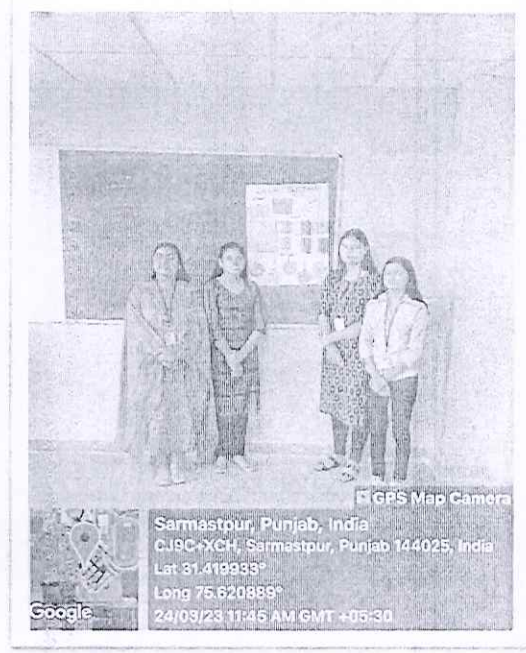 GPS Map Camera
Sarmastpur, Punjab, India
CJ9C+XCH, Sarmastpur, Punjab 144025, India
Lat 31.419933°
Long 75.620889°
Google
24/03/23 11:45 AM GMT +05:30